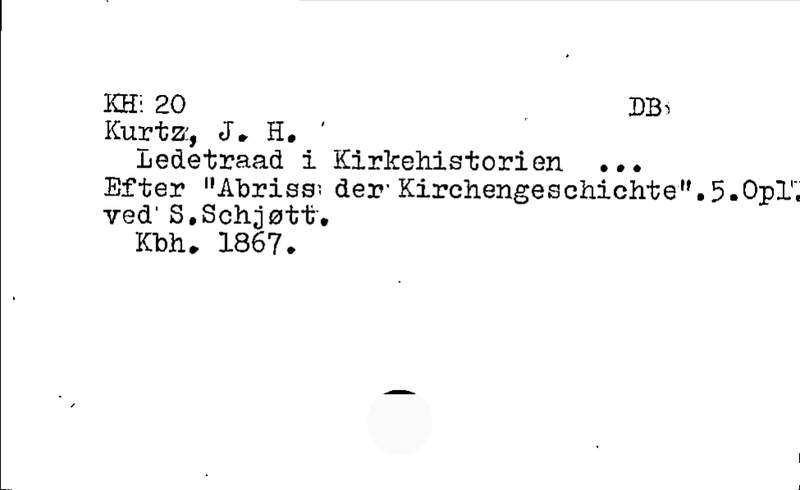 KH: 20 DB
Kurtz, J. H.
Ledetraad i Kirkehistorien ...
Efter "Abriss der Kirchengeschichte".5.Opl.
ved S.Schjøtt.
Kbh. 1867.